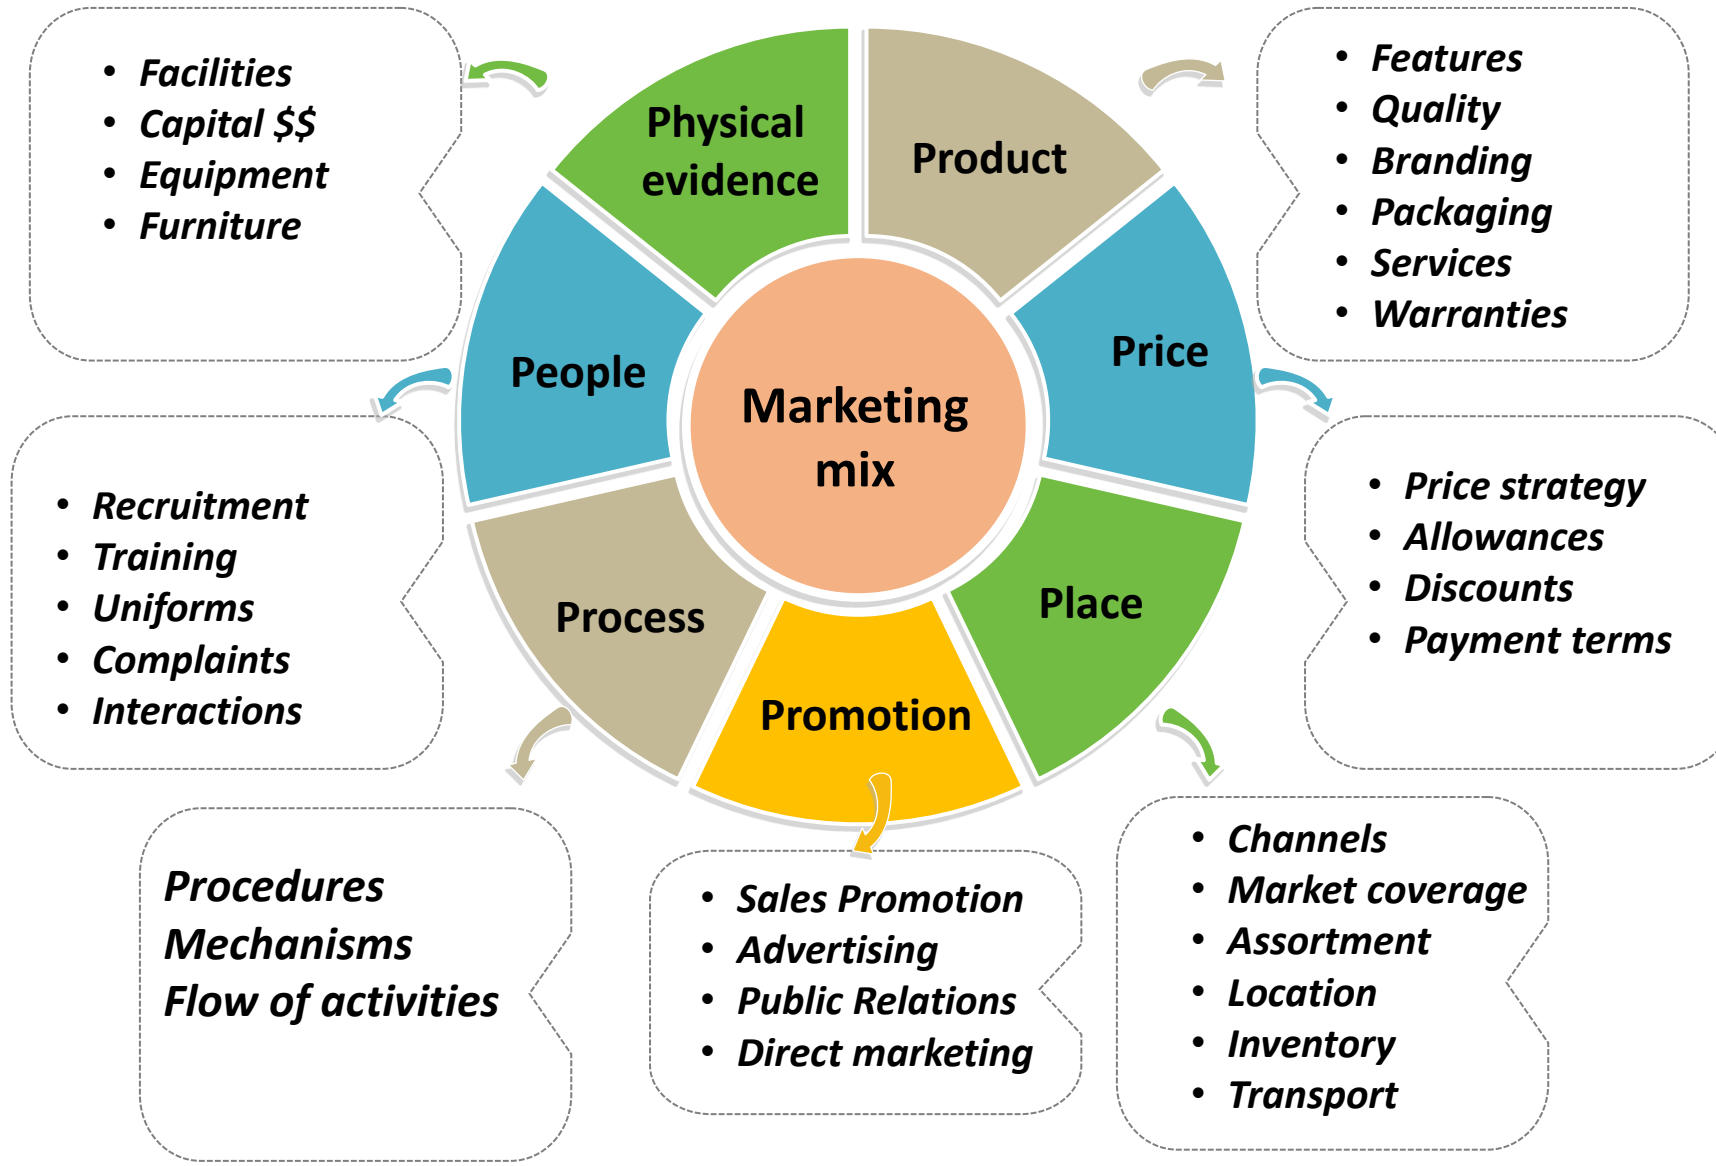 Marketing
mix
Product
• Features
• Quality
• Branding
• Packaging
• Services
• Warranties
Price
• Price strategy
• Allowances
• Discounts
• Payment terms
Place
• Channels
• Market coverage
• Assortment
• Location
• Inventory
• Transport
Promotion
• Sales Promotion
• Advertising
• Public Relations
• Direct marketing
Process
Procedures
Mechanisms
Flow of activities
People
• Recruitment
• Training
• Uniforms
• Complaints
• Interactions
Physical
evidence
• Facilities
• Capital $$
• Equipment
• Furniture